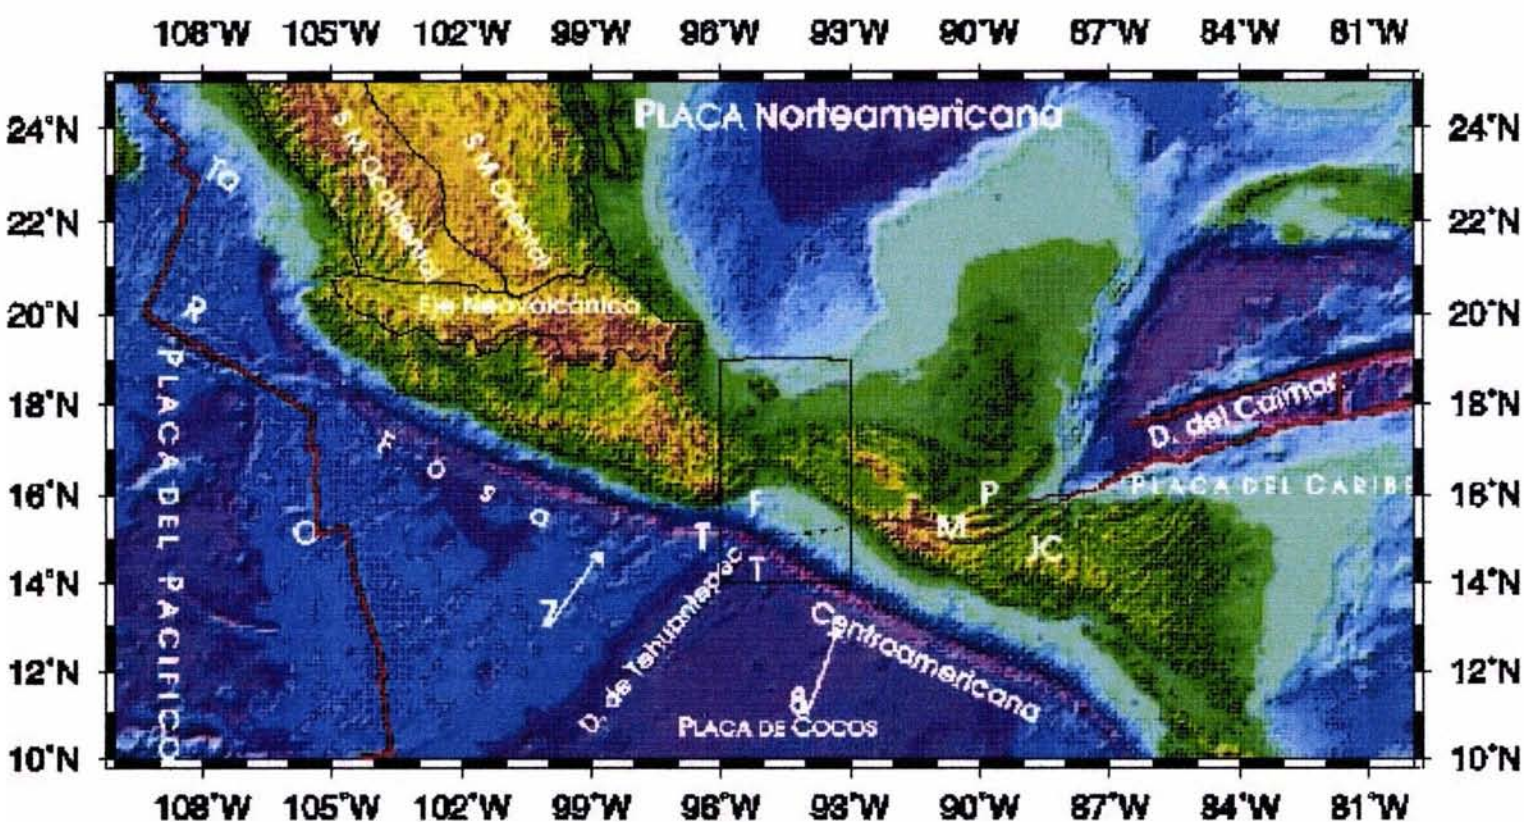 108°W 105°W 102°W 99°W 96°W 93°W 90°W 87°W 84°W 81°W
PLACA Norteamericana
24°N 24°N
S M Occidental
S M Oriental
Ta
22°N 22°N
R
Eje Neovolcánico
20°N 20°N
PLACA DEL PACIFICO
18°N 18°N
D. del Caimán
Fosa
PLACA DEL CARIBE
16°N 16°N
F
P
M
JC
O
T
T
14°N 14°N
7
D. de Tehuantepec
Centroamericana
12°N 12°N
8
PLACA DE COCOS
10°N 10°N
108°W 105°W 102°W 99°W 96°W 93°W 90°W 87°W 84°W 81°W